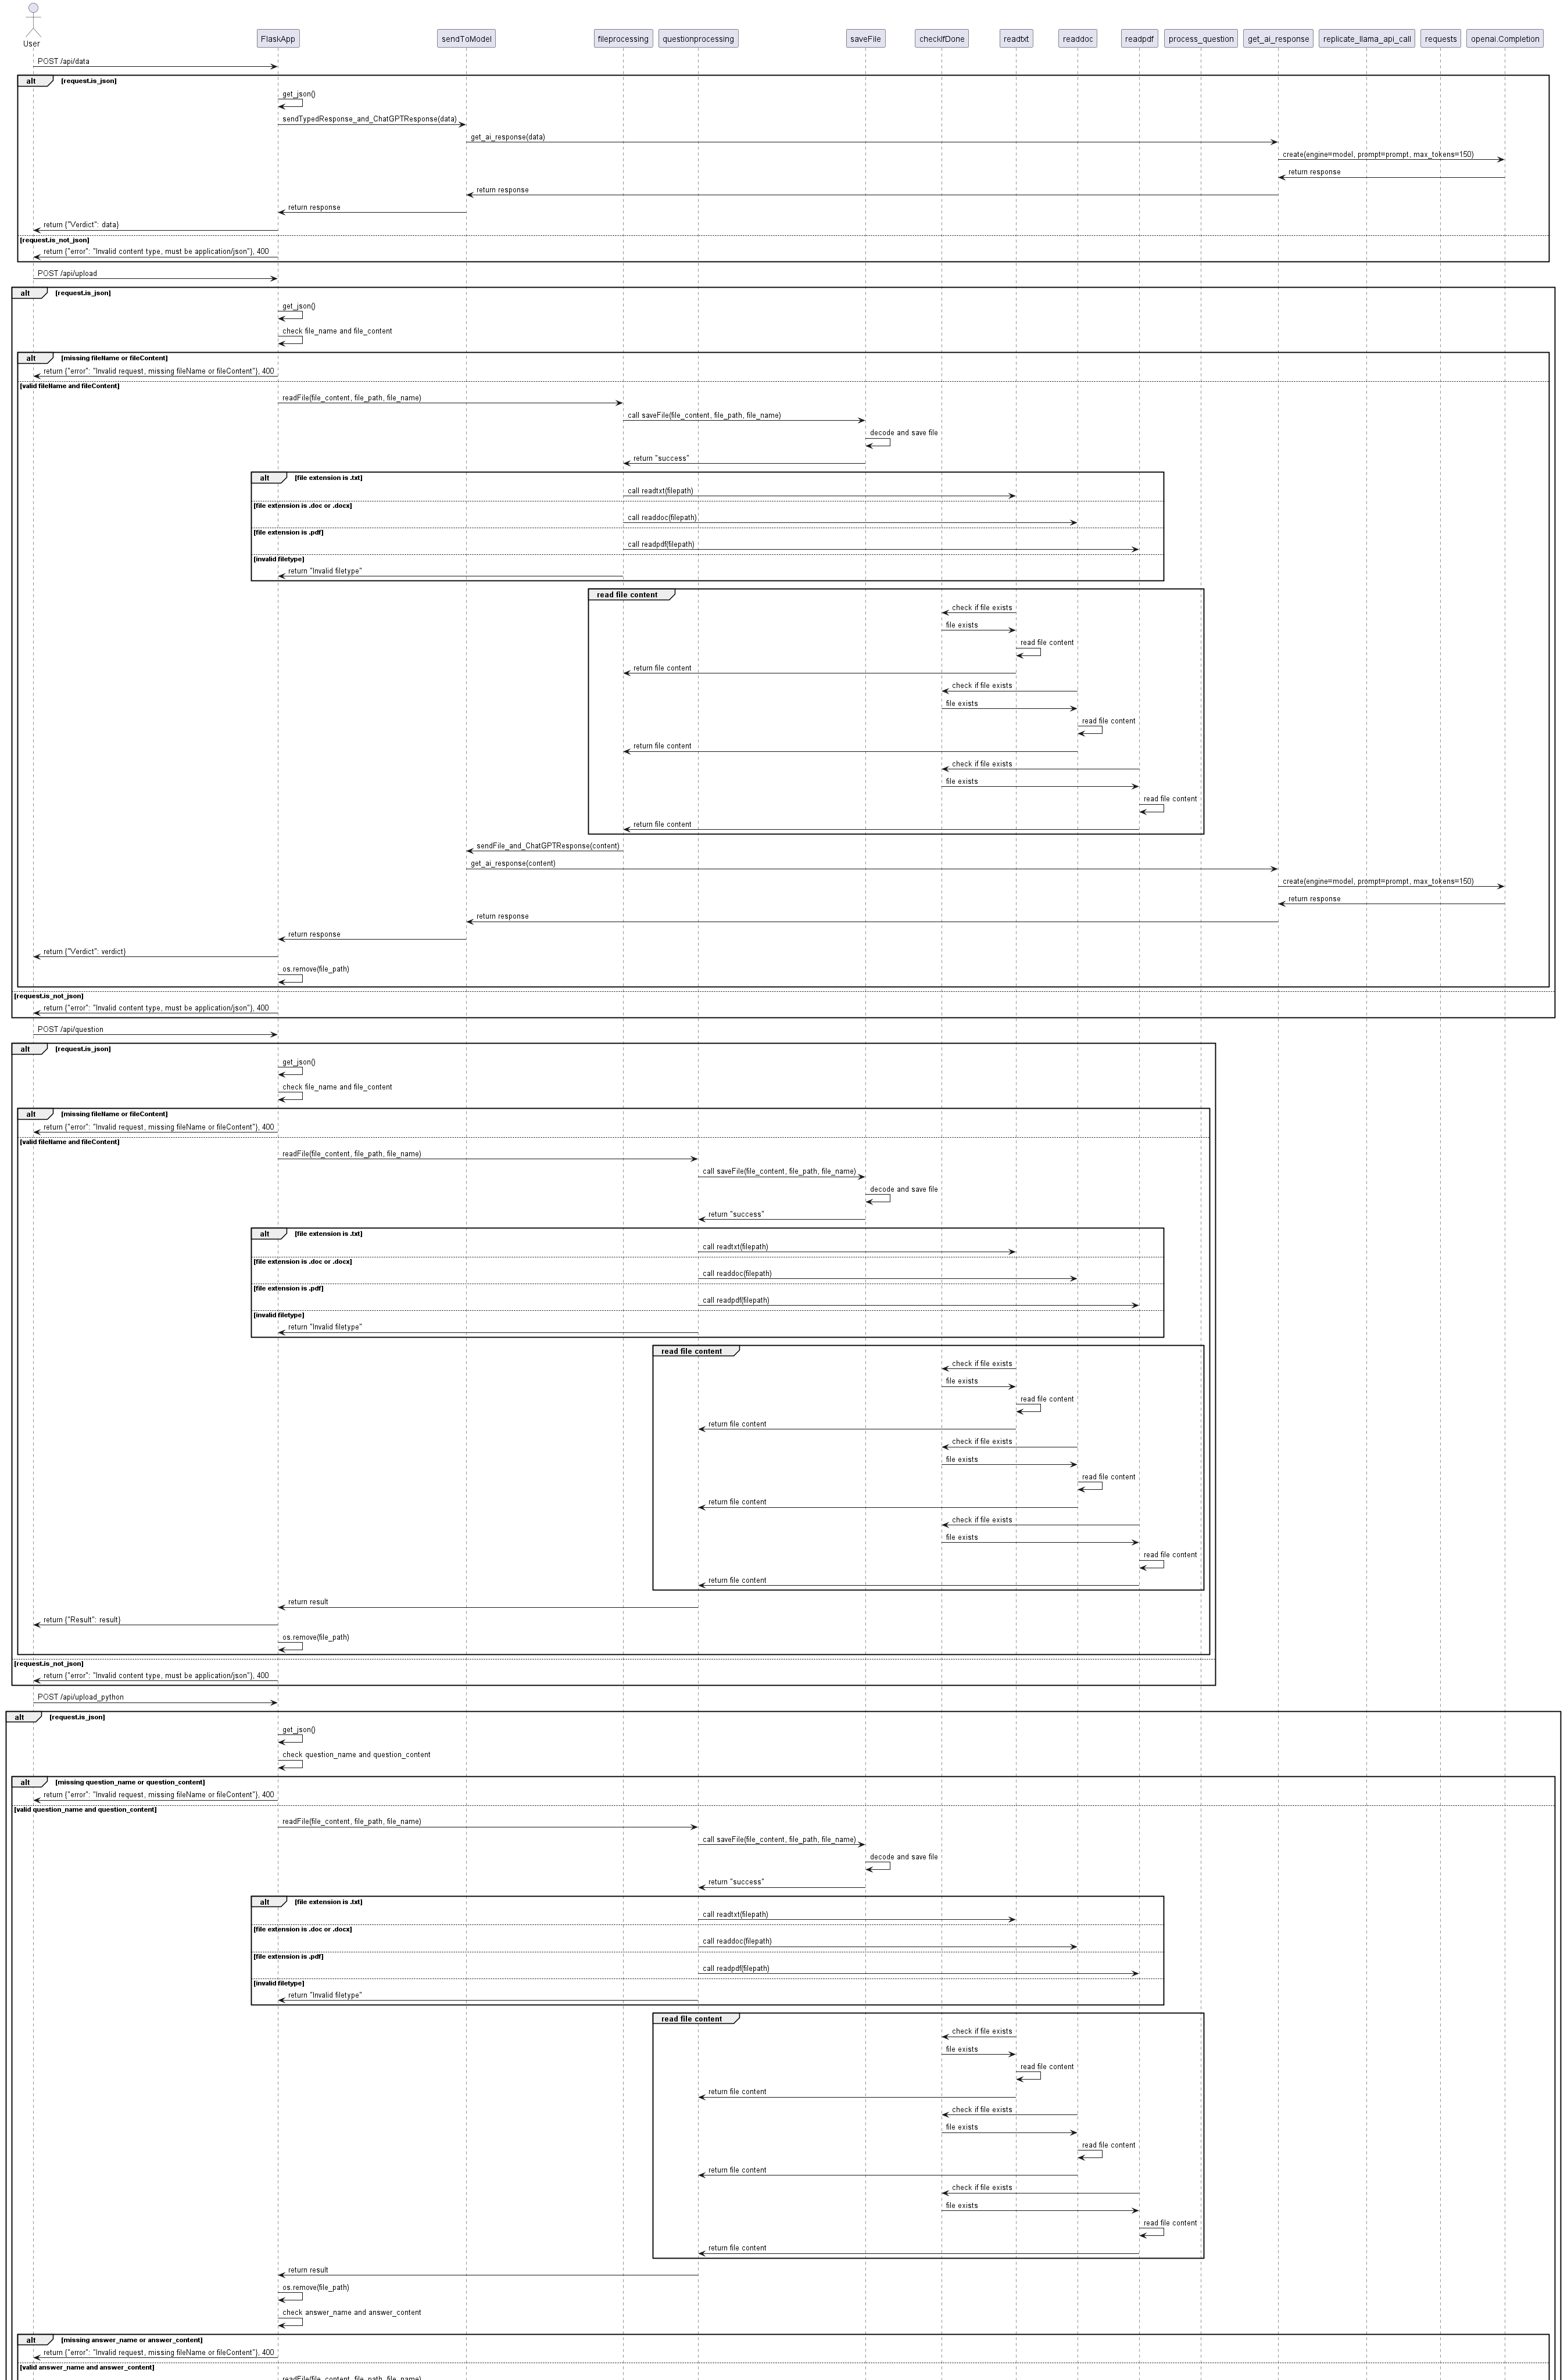 User
FlaskApp
sendToModel
fileprocessing
questionprocessing
saveFile
checkIfDone
readtxt
readdoc
readpdf
process_question
get_ai_response
replicate_llama_api_call
requests
openai.Completion
POST /api/data
alt [request.is_json]
get_json()
sendTypedResponse_and_ChatGPTResponse(data)
get_ai_response(data)
create(engine=model, prompt=prompt, max_tokens=150)
return response
return response
return response
return {"Verdict": data}
[request.is_not_json]
return {"error": "Invalid content type, must be application/json"}, 400
POST /api/upload
alt [request.is_json]
get_json()
check file_name and file_content
alt [missing fileName or fileContent]
return {"error": "Invalid request, missing fileName or fileContent"}, 400
[valid fileName and fileContent]
readFile(file_content, file_path, file_name)
call saveFile(file_content, file_path, file_name)
decode and save file
return "success"
alt [file extension is .txt]
call readtxt(filepath)
[file extension is .doc or .docx]
call readdoc(filepath)
[file extension is .pdf]
call readpdf(filepath)
[invalid filetype]
return "Invalid filetype"
read file content
check if file exists
file exists
read file content
return file content
check if file exists
file exists
read file content
return file content
check if file exists
file exists
read file content
return file content
sendFile_and_ChatGPTResponse(content)
get_ai_response(content)
create(engine=model, prompt=prompt, max_tokens=150)
return response
return response
return response
return {"Verdict": verdict}
os.remove(file_path)
[request.is_not_json]
return {"error": "Invalid content type, must be application/json"}, 400
POST /api/question
alt [request.is_json]
get_json()
check file_name and file_content
alt [missing fileName or fileContent]
return {"error": "Invalid request, missing fileName or fileContent"}, 400
[valid fileName and fileContent]
readFile(file_content, file_path, file_name)
call saveFile(file_content, file_path, file_name)
decode and save file
return "success"
alt [file extension is .txt]
call readtxt(filepath)
[file extension is .doc or .docx]
call readdoc(filepath)
[file extension is .pdf]
call readpdf(filepath)
[invalid filetype]
return "Invalid filetype"
read file content
check if file exists
file exists
read file content
return file content
check if file exists
file exists
read file content
return file content
check if file exists
file exists
read file content
return file content
return result
return {"Result": result}
os.remove(file_path)
[request.is_not_json]
return {"error": "Invalid content type, must be application/json"}, 400
POST /api/upload_python
alt [request.is_json]
get_json()
check question_name and question_content
alt [missing question_name or question_content]
return {"error": "Invalid request, missing fileName or fileContent"}, 400
[valid question_name and question_content]
readFile(file_content, file_path, file_name)
call saveFile(file_content, file_path, file_name)
decode and save file
return "success"
alt [file extension is .txt]
call readtxt(filepath)
[file extension is .doc or .docx]
call readdoc(filepath)
[file extension is .pdf]
call readpdf(filepath)
[invalid filetype]
return "Invalid filetype"
read file content
check if file exists
file exists
read file content
return file content
check if file exists
file exists
read file content
return file content
check if file exists
file exists
read file content
return file content
return result
os.remove(file_path)
check answer_name and answer_content
alt [missing answer_name or answer_content]
return {"error": "Invalid request, missing fileName or fileContent"}, 400
[valid answer_name and answer_content]
readFile(file_content, file_path, file_name)